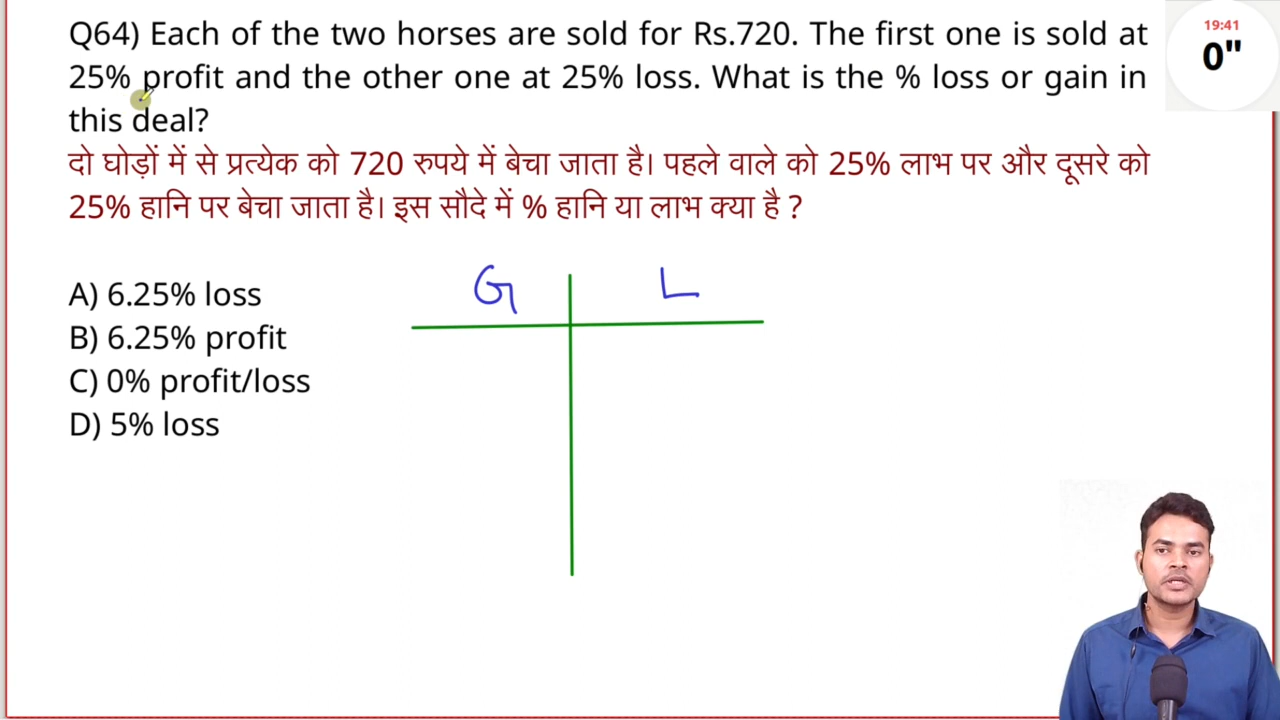 Q64) Each of the two horses are sold for Rs.720. The first one is sold at
25% profit and the other one at 25% loss. What is the % loss or gain in
this deal?
दो घोड़ों में से प्रत्येक को 720 रुपये में बेचा जाता है। पहले वाले को 25% लाभ पर और दूसरे को
25% हानि पर बेचा जाता है। इस सौदे में % हानि या लाभ क्या है ?
A) 6.25% loss
B) 6.25% profit
C) 0% profit/loss
D) 5% loss
G L
19:41
0"